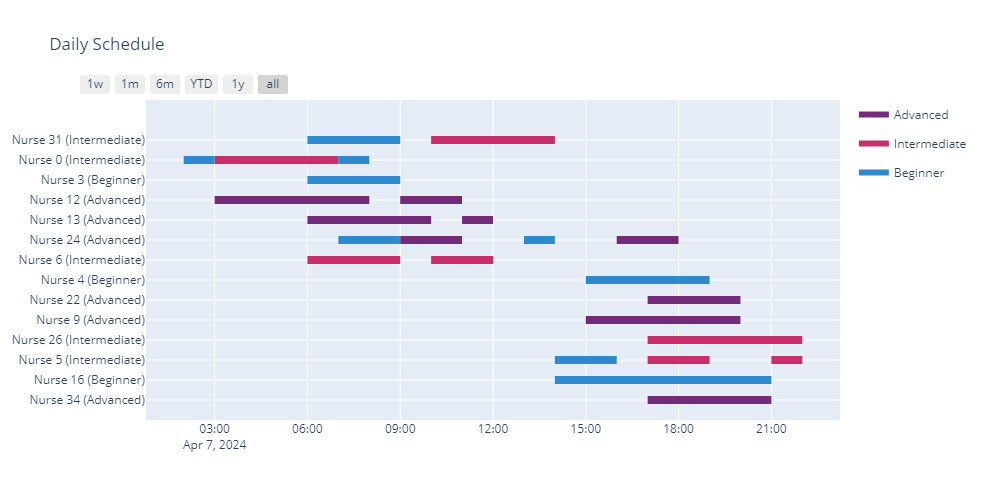 Daily Schedule
1w 1m 6m YTD 1y all
Advanced
Intermediate
Beginner
Nurse 31 (Intermediate)
Nurse 0 (Intermediate)
Nurse 3 (Beginner)
Nurse 12 (Advanced)
Nurse 13 (Advanced)
Nurse 24 (Advanced)
Nurse 6 (Intermediate)
Nurse 4 (Beginner)
Nurse 22 (Advanced)
Nurse 9 (Advanced)
Nurse 26 (Intermediate)
Nurse 5 (Intermediate)
Nurse 16 (Beginner)
Nurse 34 (Advanced)
03:00 06:00 09:00 12:00 15:00 18:00 21:00
Apr 7, 2024